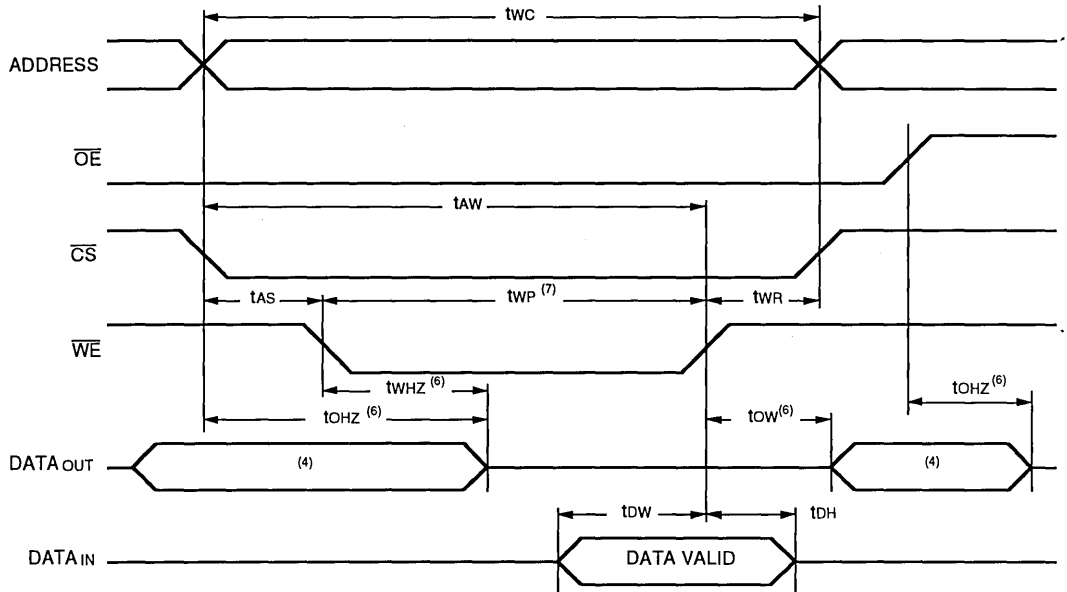 tWC
ADDRESS
OE
tAW
CS
tAS
tWP (7)
tWR
WE
tWHZ (6)
tOHZ (6)
tOW(6)
tOHZ(6)
DATA OUT
(4)
(4)
tDW
tDH
DATA IN
DATA VALID